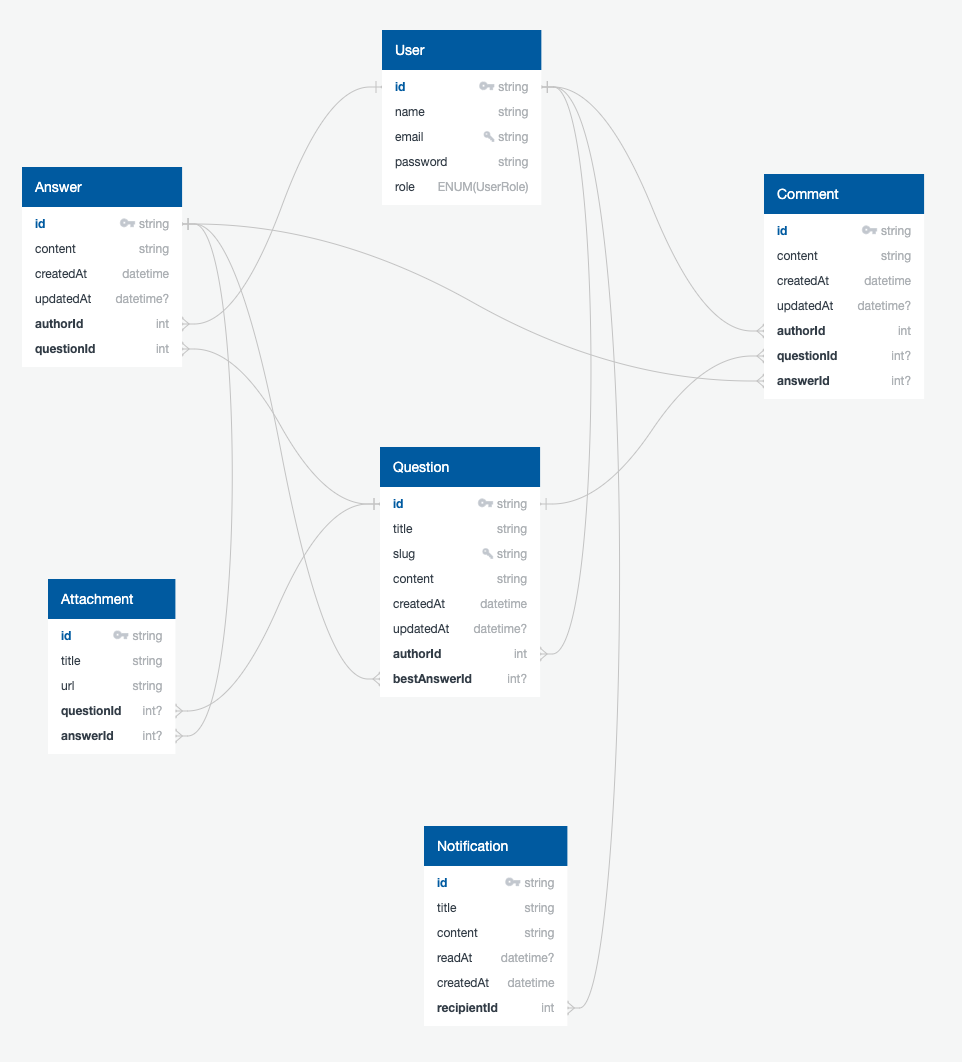 User
id string
name string
email string
password string
role ENUM(UserRole)
Answer
id string
content string
createdAt datetime
updatedAt datetime?
authorId int
questionId int
Comment
id string
content string
createdAt datetime
updatedAt datetime?
authorId int
questionId int?
answerId int?
Question
id string
title string
slug string
content string
createdAt datetime
updatedAt datetime?
authorId int
bestAnswerId int?
Attachment
id string
title string
url string
questionId int?
answerId int?
Notification
id string
title string
content string
readAt datetime?
createdAt datetime
recipientId int